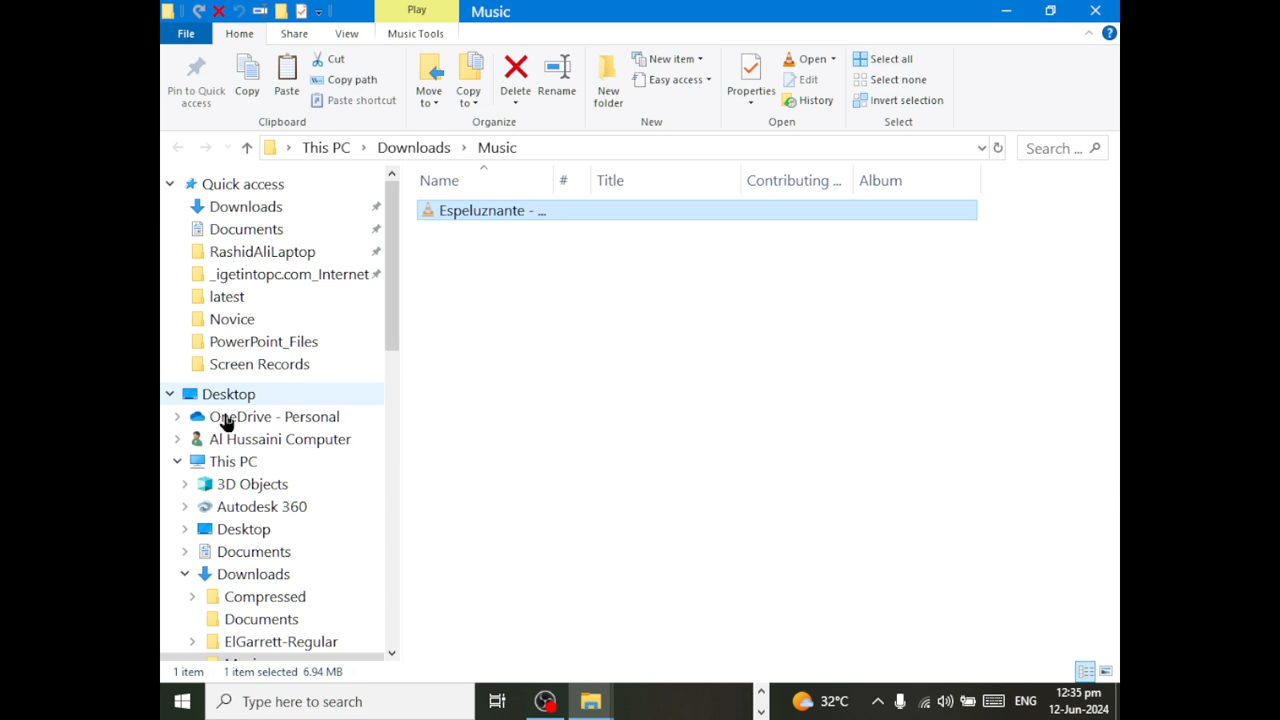 Play
Music
File
Home
Share
View
Music Tools
Pin to Quick access
Copy
Paste
Cut
Copy path
Paste shortcut
Clipboard
Move to
Copy to
Delete
Rename
Organize
New folder
New item
Easy access
New
Properties
Open
Edit
History
Open
Select all
Select none
Invert selection
Select
This PC
Downloads
Music
Search ...
Name
#
Title
Contributing ...
Album
Espeluznante - ...
Quick access
Downloads
Documents
RashidAliLaptop
_igetintopc.com_Internet
latest
Novice
PowerPoint_Files
Screen Records
Desktop
OneDrive - Personal
Al Hussaini Computer
This PC
3D Objects
Autodesk 360
Desktop
Documents
Downloads
Compressed
Documents
ElGarrett-Regular
1 item
1 item selected 6.94 MB
Type here to search
32°C
ENG
12:35 pm
12-Jun-2024